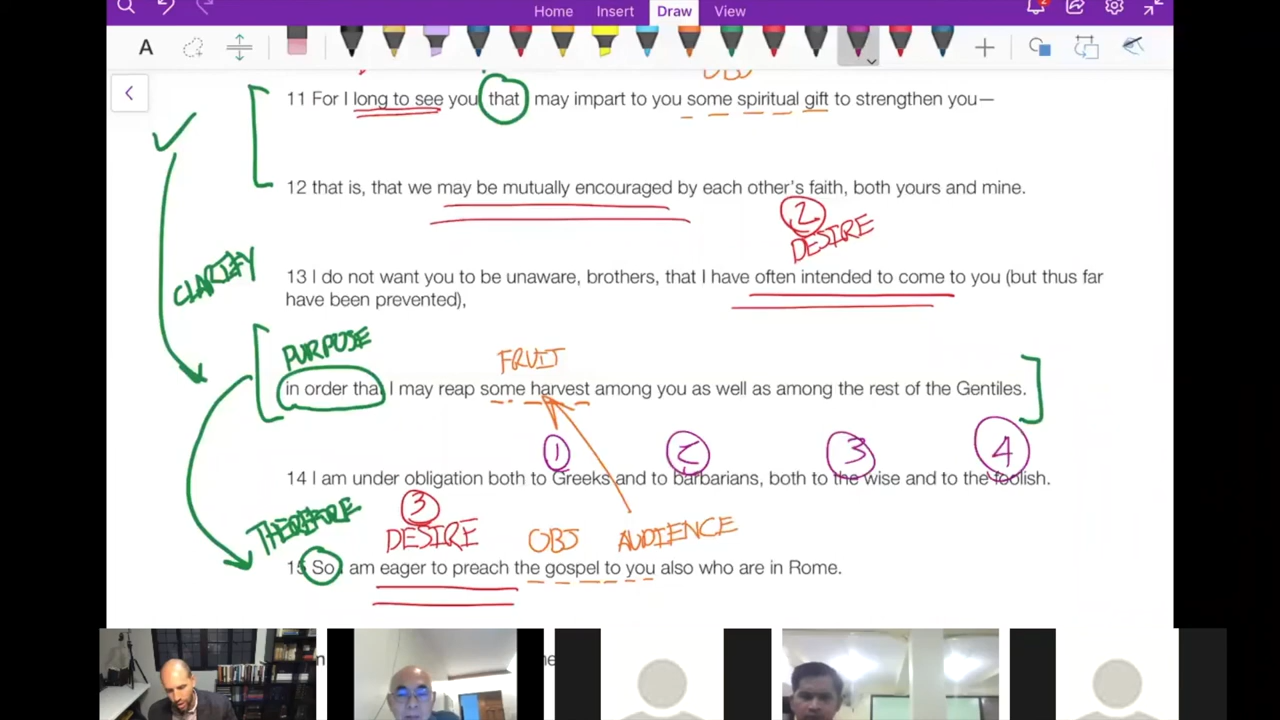 Home Insert Draw View
A
OBJ
11 For I long to see you that may impart to you some spiritual gift to strengthen you—
12 that is, that we may be mutually encouraged by each other's faith, both yours and mine.
2
DESIRE
CLARIFY
13 I do not want you to be unaware, brothers, that I have often intended to come to you (but thus far
have been prevented),
PURPOSE
FRUIT
in order that I may reap some harvest among you as well as among the rest of the Gentiles.
1 2 3 4
14 I am under obligation both to Greeks and to barbarians, both to the wise and to the foolish.
THEREFORE
3
DESIRE OBJ AUDIENCE
15 So I am eager to preach the gospel to you also who are in Rome.